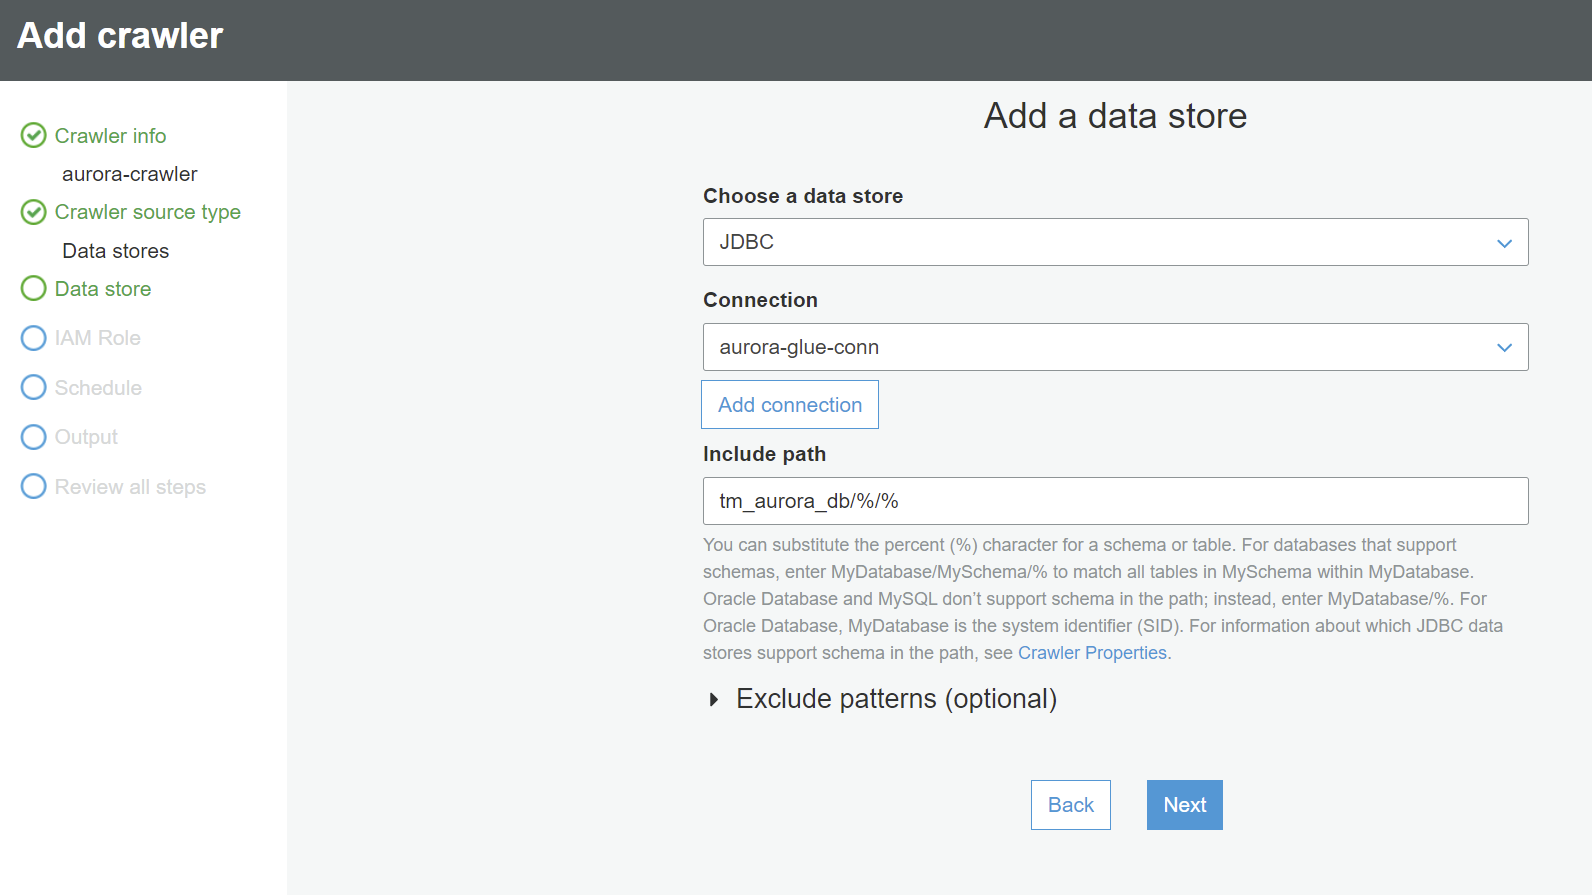 Add crawler
Crawler info
aurora-crawler
Crawler source type
Data stores
Data store
IAM Role
Schedule
Output
Review all steps
Add a data store
Choose a data store
JDBC
Connection
aurora-glue-conn
Add connection
Include path
tm_aurora_db/%/%
You can substitute the percent (%) character for a schema or table. For databases that support
schemas, enter MyDatabase/MySchema/% to match all tables in MySchema within MyDatabase.
Oracle Database and MySQL don’t support schema in the path; instead, enter MyDatabase/%. For
Oracle Database, MyDatabase is the system identifier (SID). For information about which JDBC data
stores support schema in the path, see Crawler Properties.
Exclude patterns (optional)
Back
Next